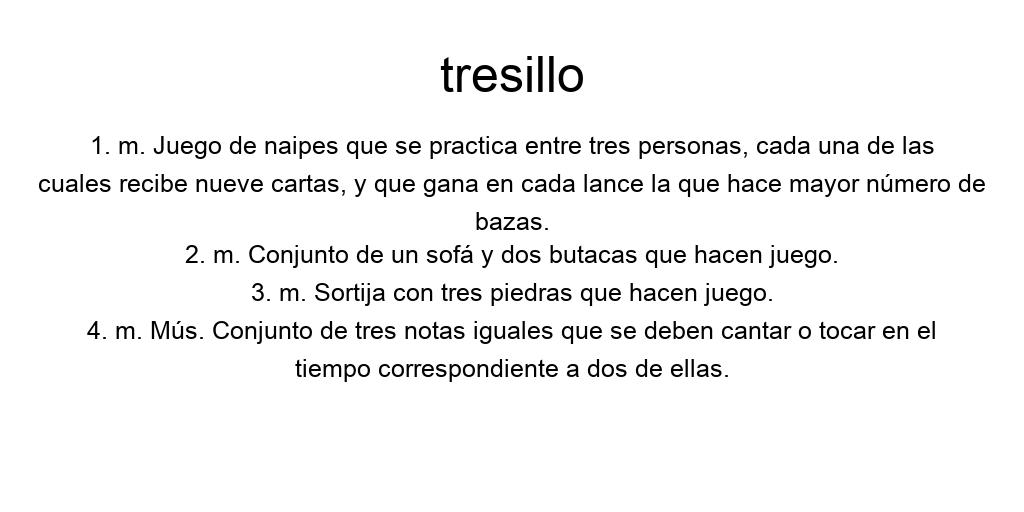 tresillo
1. m. Juego de naipes que se practica entre tres personas, cada una de las
cuales recibe nueve cartas, y que gana en cada lance la que hace mayor número de
bazas.
2. m. Conjunto de un sofá y dos butacas que hacen juego.
3. m. Sortija con tres piedras que hacen juego.
4. m. Mús. Conjunto de tres notas iguales que se deben cantar o tocar en el
tiempo correspondiente a dos de ellas.